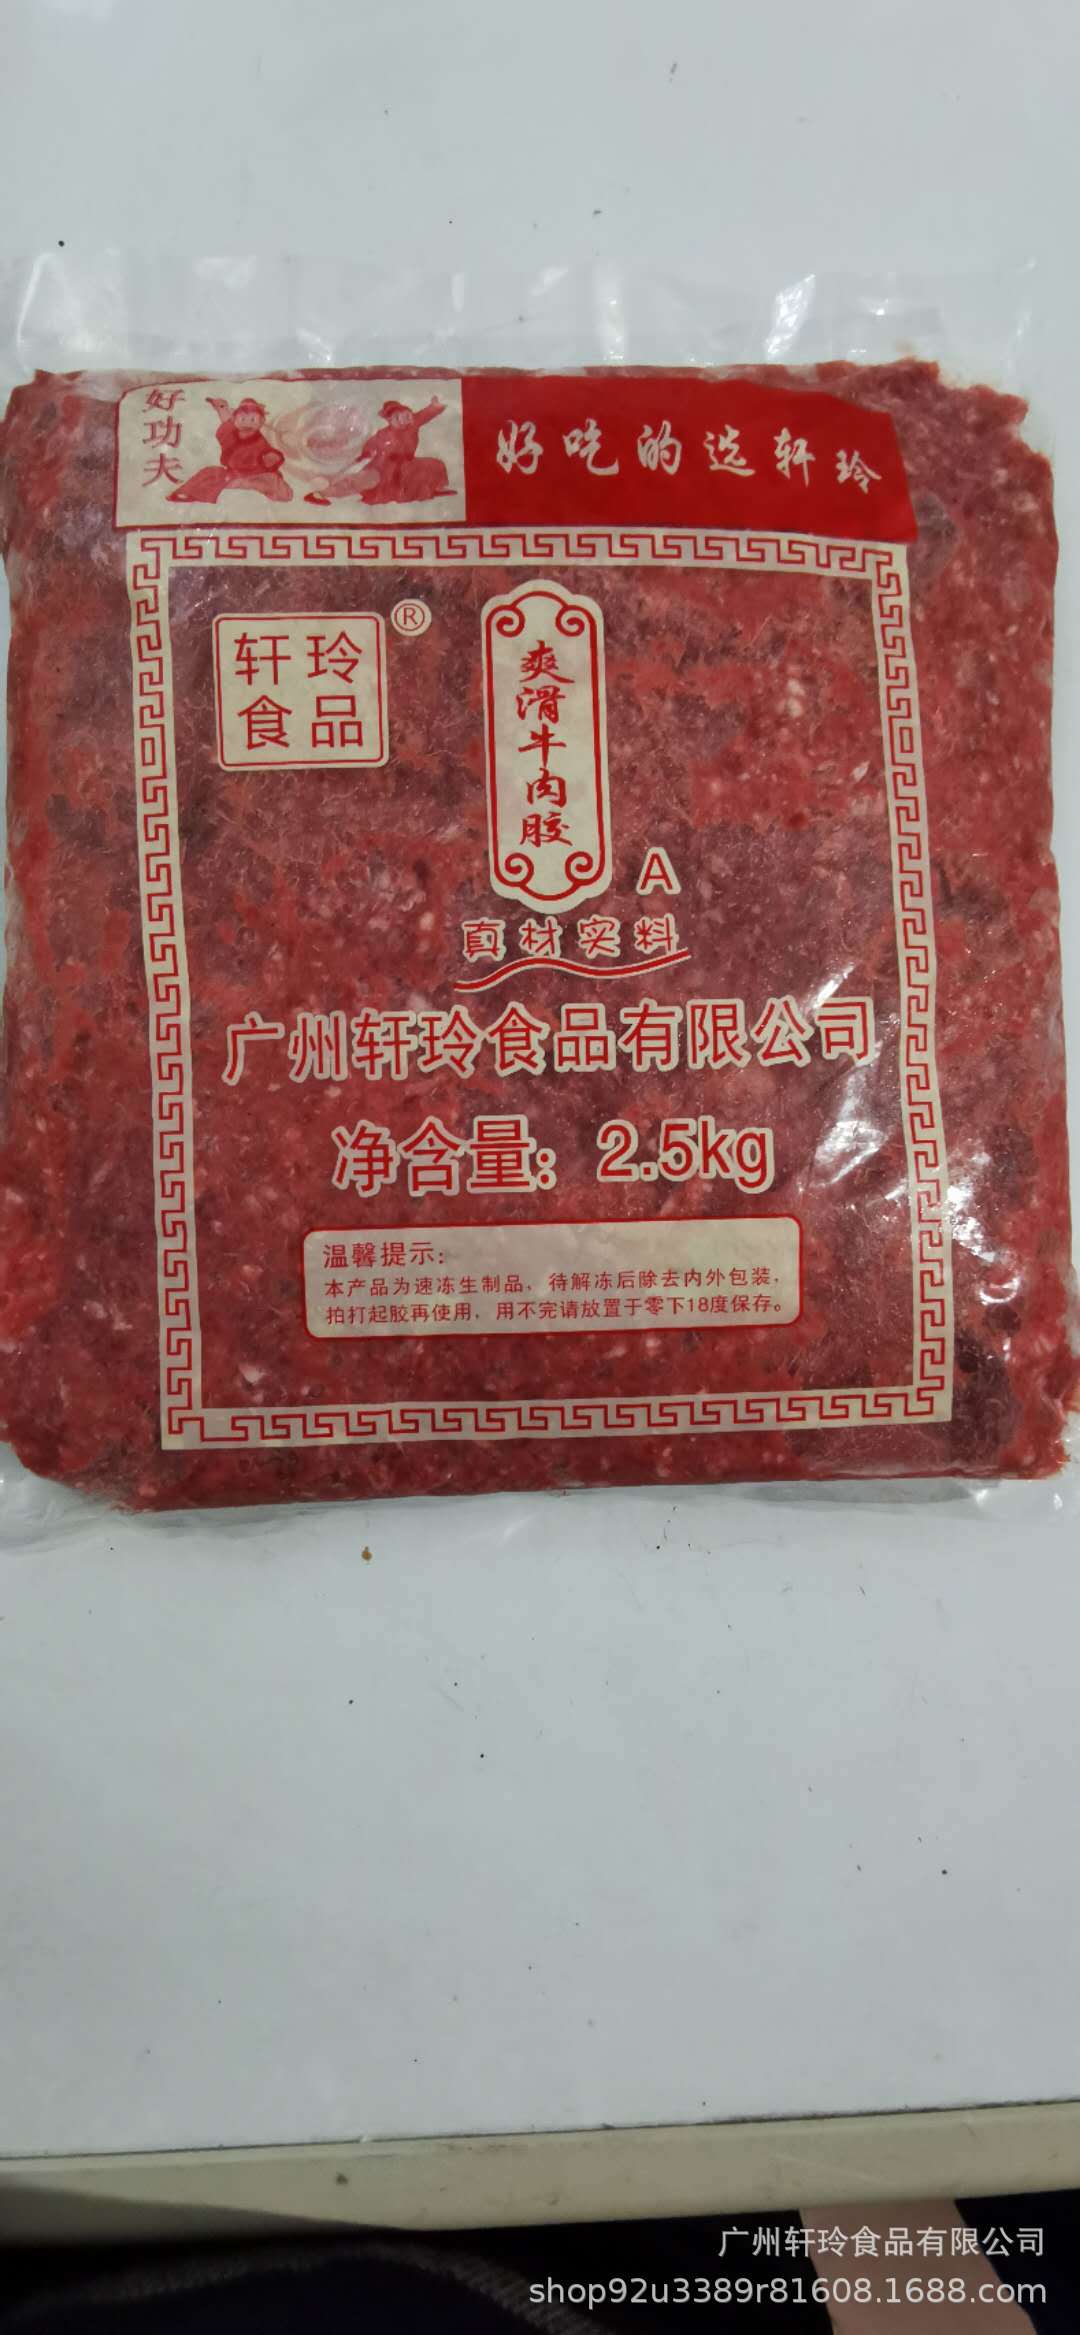 好功夫
好吃的选轩玲
轩玲
食品
®
爽滑牛肉胶
A
真材实料
广州轩玲食品有限公司
净含量：2.5kg
温馨提示：
本产品为速冻生制品，待解冻后除去内外包装，
拍打起胶再使用，用不完请放置于零下18度保存。
广州轩玲食品有限公司
shop92u3389r81608.1688.com